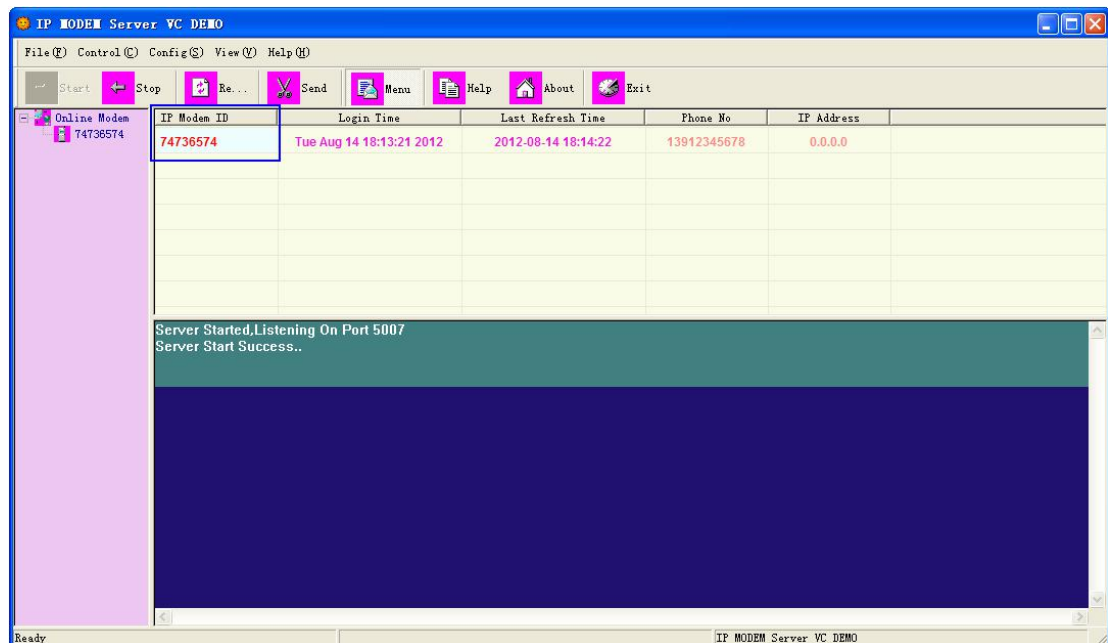 IP MODEM Server VC DEMO
File(F) Control(C) Config(S) View(V) Help(H)
Start Stop Re... Send Menu Help About Exit
Online Modem
74736574
IP Modem ID Login Time Last Refresh Time Phone No IP Address
74736574 Tue Aug 14 18:13:21 2012 2012-08-14 18:14:22 13912345678 0.0.0.0
Server Started,Listening On Port 5007
Server Start Success..
Ready IP MODEM Server VC DEMO